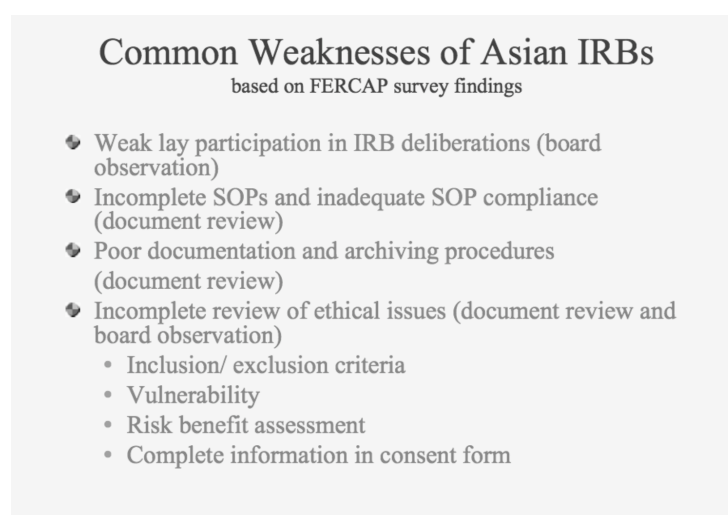 Common Weaknesses of Asian IRBs
based on FERCAP survey findings
Weak lay participation in IRB deliberations (board
observation)
Incomplete SOPs and inadequate SOP compliance
(document review)
Poor documentation and archiving procedures
(document review)
Incomplete review of ethical issues (document review and
board observation)
• Inclusion/ exclusion criteria
• Vulnerability
• Risk benefit assessment
• Complete information in consent form